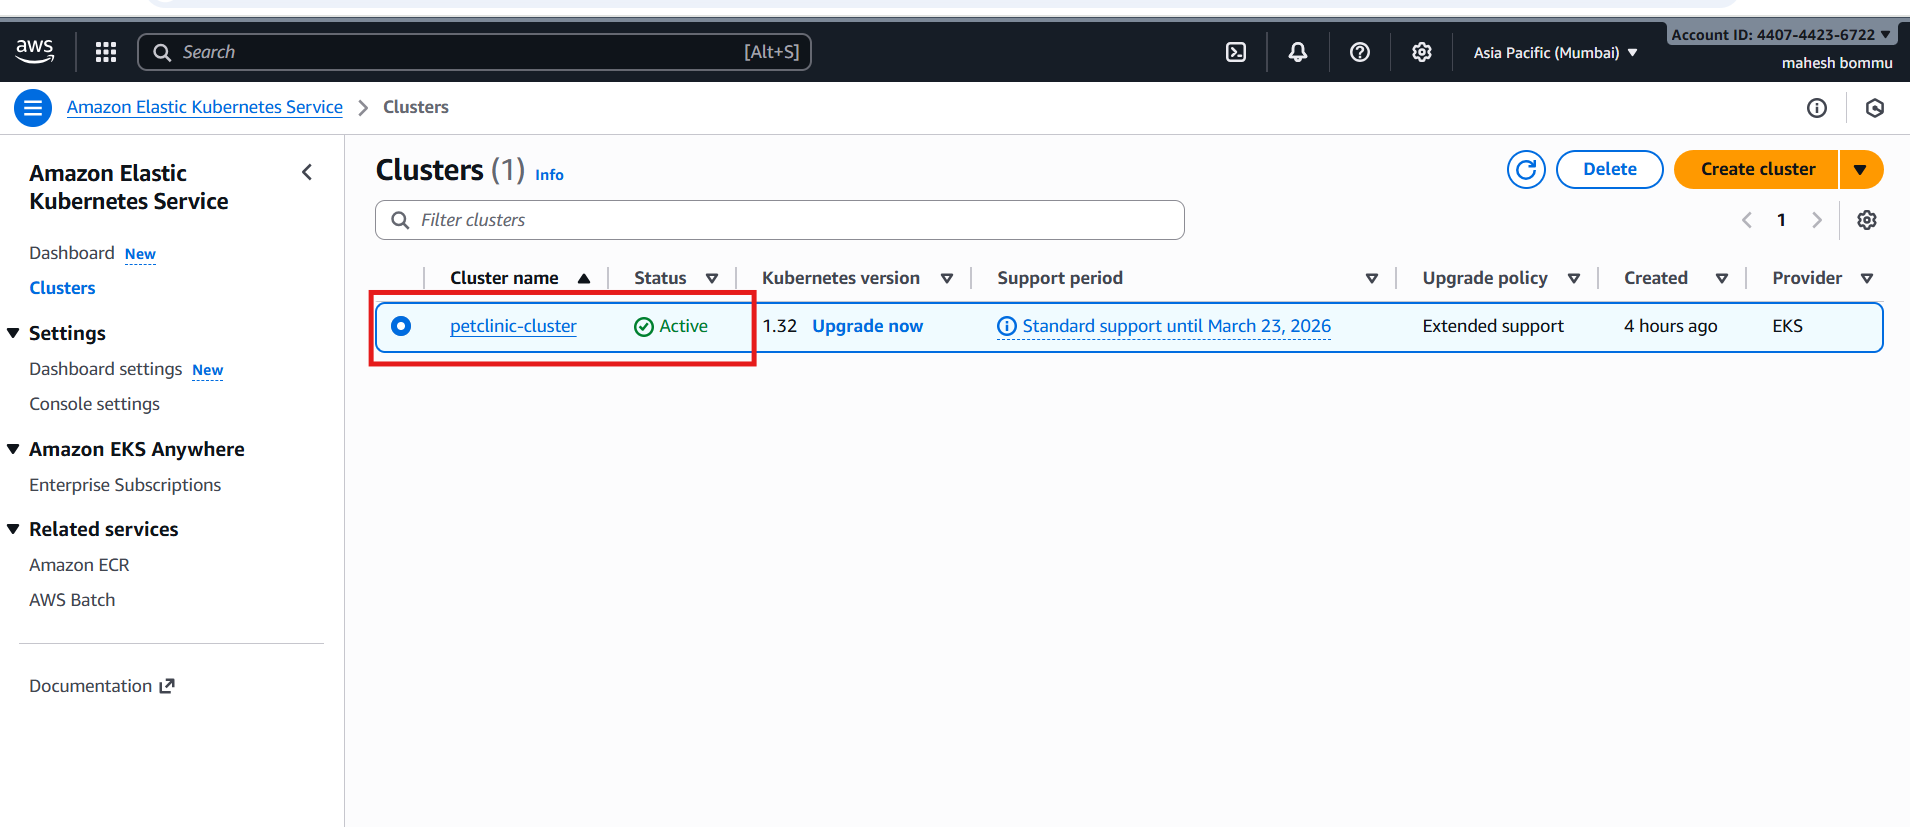 aws
Search [Alt+S]
Asia Pacific (Mumbai)
Account ID: 4407-4423-6722
mahesh bommu
Amazon Elastic Kubernetes Service
Clusters
Amazon Elastic
Kubernetes Service
Dashboard New
Clusters
Settings
Dashboard settings New
Console settings
Amazon EKS Anywhere
Enterprise Subscriptions
Related services
Amazon ECR
AWS Batch
Documentation
Clusters (1) Info
Delete
Create cluster
Filter clusters
1
Cluster name Status Kubernetes version Support period Upgrade policy Created Provider
petclinic-cluster Active 1.32 Upgrade now Standard support until March 23, 2026 Extended support 4 hours ago EKS